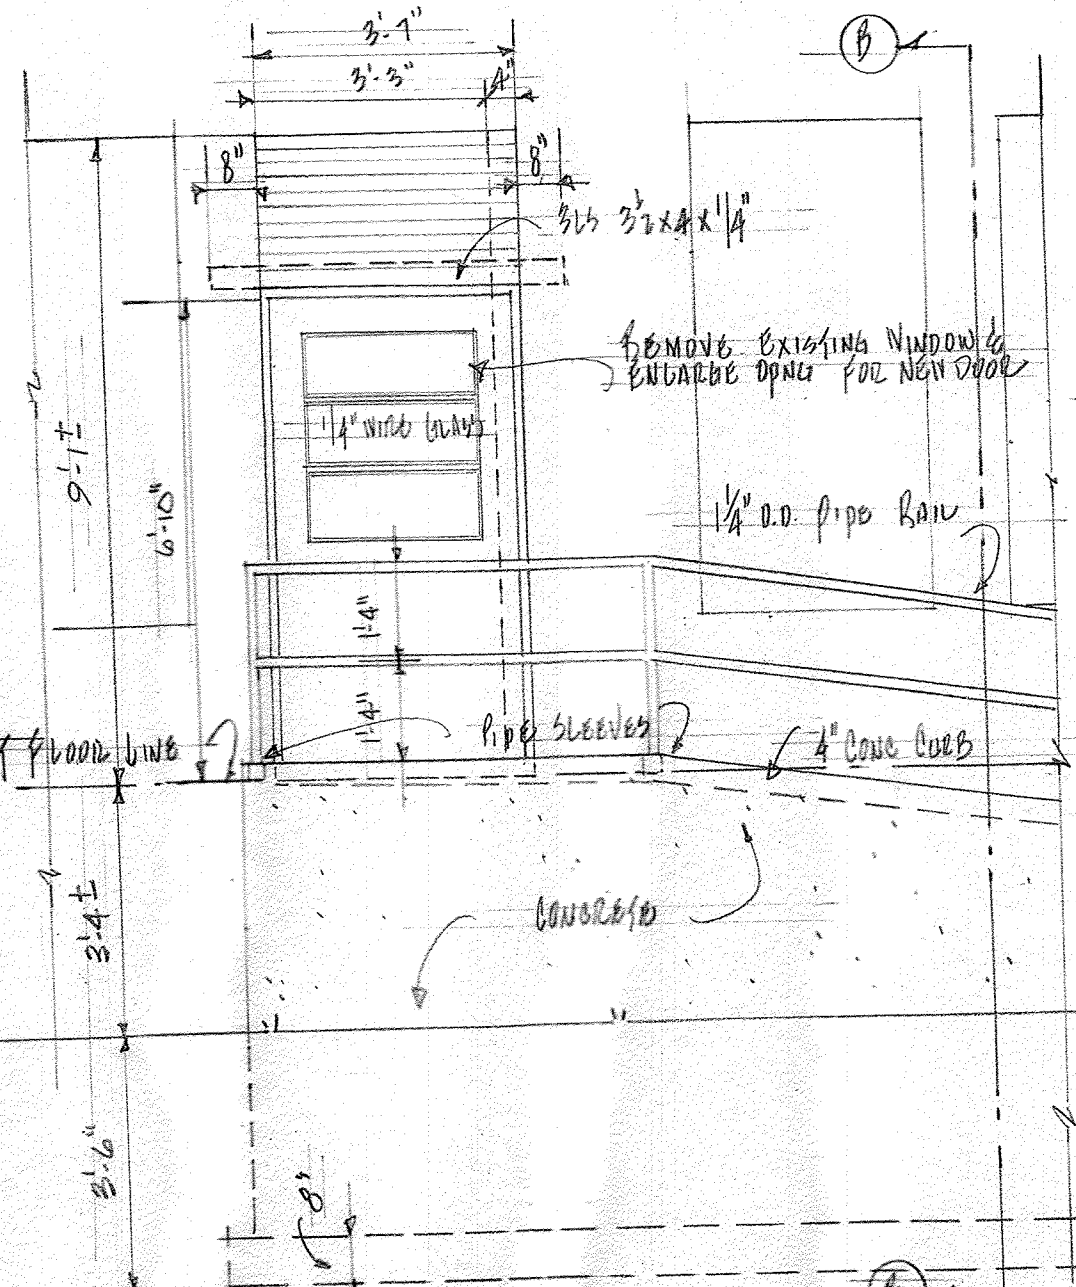 3'-7"
B
3'-3"
4"
8"
8"
3Ls 3½x4x1/4"
REMOVE EXISTING WINDOW &
ENLARGE OPNG FOR NEW DOOR
1/4" WIRE GLASS
9'-1±
6'-10"
1¼" O.D. PIPE RAIL
1'-4"
1'-4"
FLOOR LINE
PIPE SLEEVES
4" CONC CURB
3'-4±
CONCRETE
3'-6"
8"